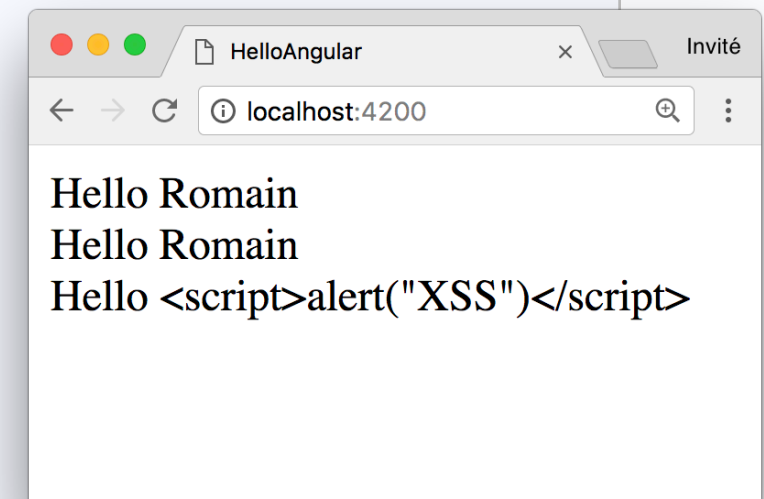 HelloAngular
Invité
localhost:4200
Hello Romain
Hello Romain
Hello <script>alert("XSS")</script>